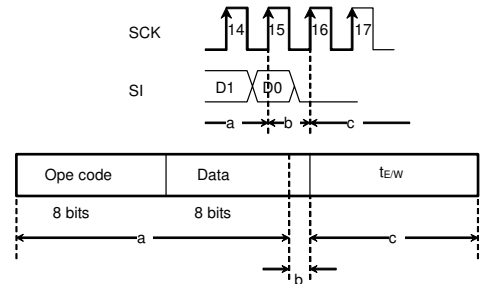 SCK 14 15 16 17
SI D1 D0
a b c
Ope code Data tE/W
8 bits 8 bits
a c
b